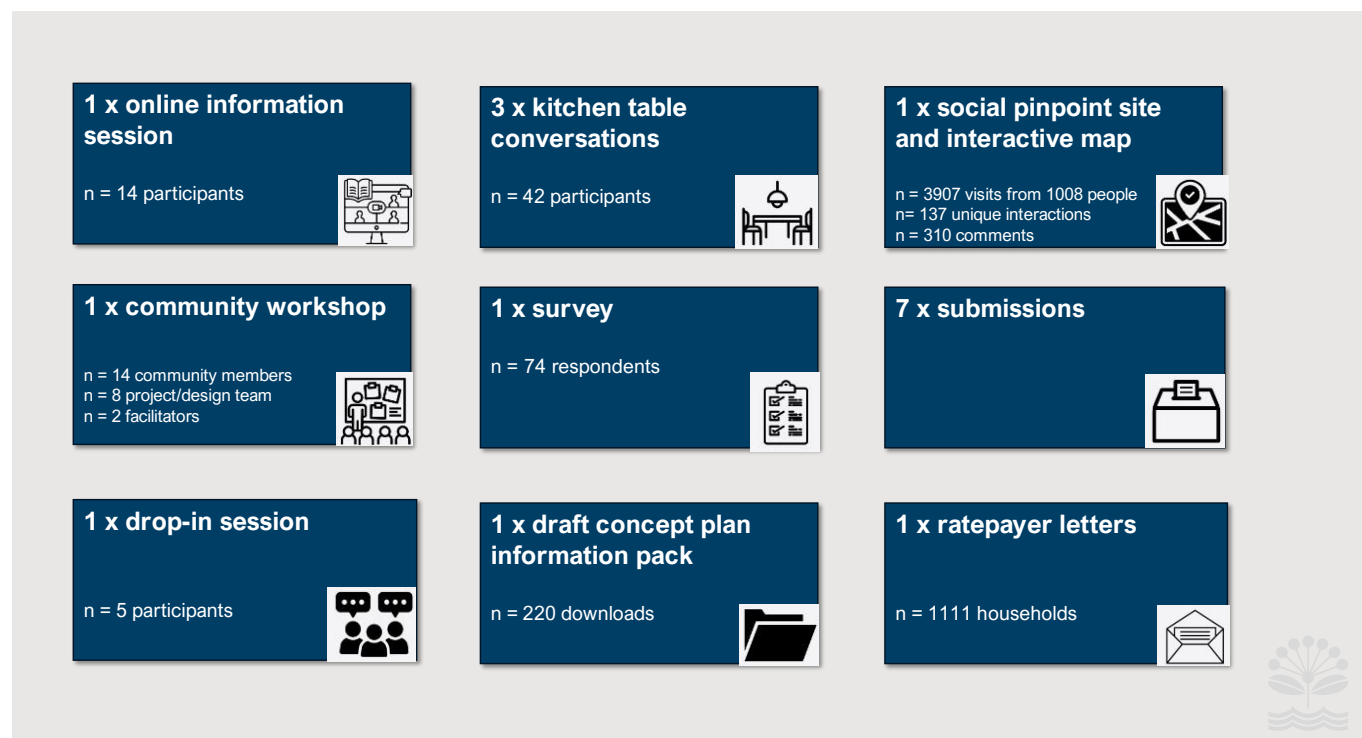 1 x online information
session
n = 14 participants
3 x kitchen table
conversations
n = 42 participants
1 x social pinpoint site
and interactive map
n = 3907 visits from 1008 people
n= 137 unique interactions
n = 310 comments
1 x community workshop
n = 14 community members
n = 8 project/design team
n = 2 facilitators
1 x survey
n = 74 respondents
7 x submissions
1 x drop-in session
n = 5 participants
1 x draft concept plan
information pack
n = 220 downloads
1 x ratepayer letters
n = 1111 households